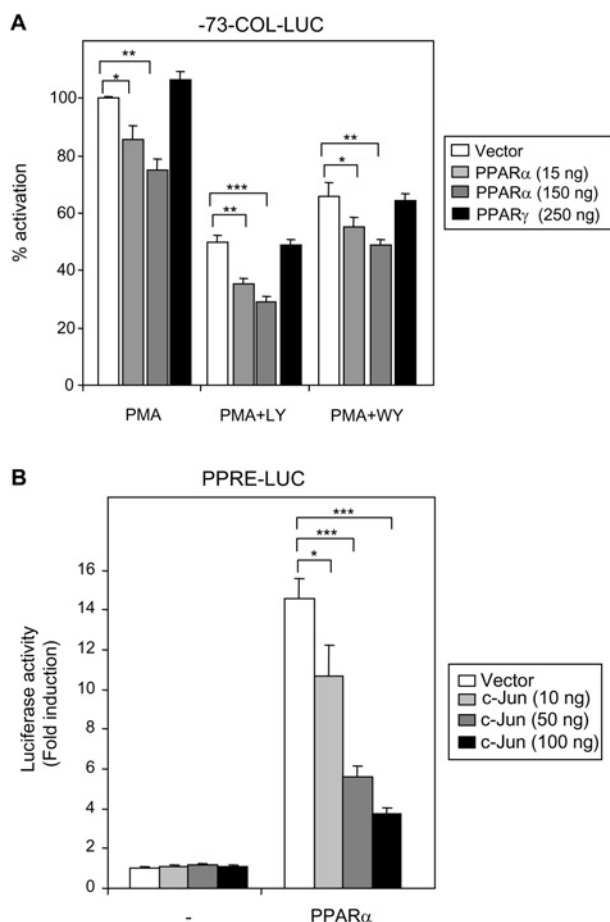 A
-73-COL-LUC
% activation
100
80
60
40
20
0
**
*
***
**
**
*
PMA
PMA+LY
PMA+WY
Vector
PPARα (15 ng)
PPARα (150 ng)
PPARγ (250 ng)
B
PPRE-LUC
Luciferase activity
(Fold induction)
16
14
12
10
8
6
4
2
0
***
***
*
-
PPARα
Vector
c-Jun (10 ng)
c-Jun (50 ng)
c-Jun (100 ng)